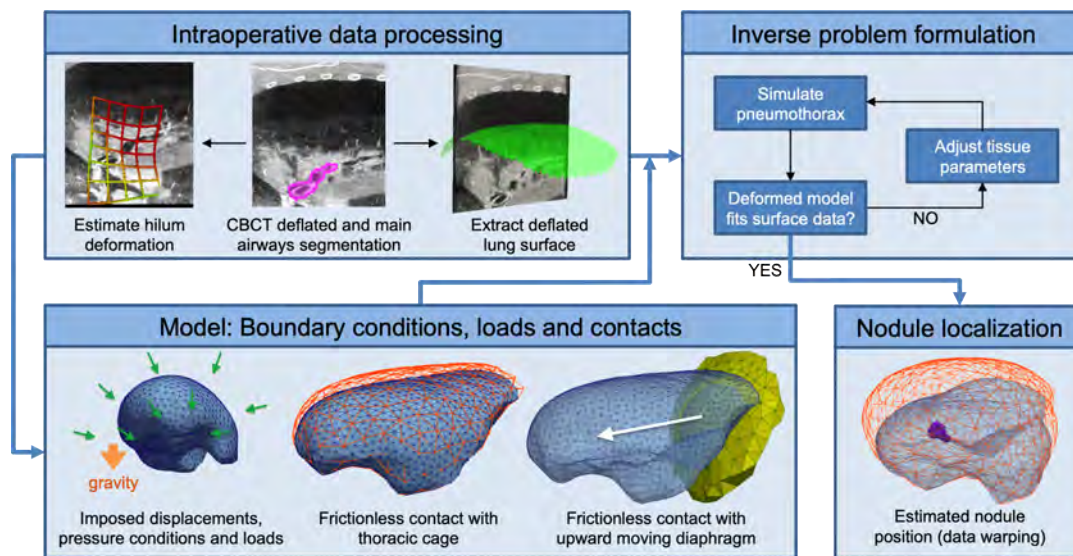 Intraoperative data processing
Estimate hilum
deformation
CBCT deflated and main
airways segmentation
Extract deflated
lung surface
Inverse problem formulation
Simulate
pneumothorax
Adjust tissue
parameters
Deformed model
fits surface data?
NO
YES
Model: Boundary conditions, loads and contacts
gravity
Imposed displacements,
pressure conditions and loads
Frictionless contact with
thoracic cage
Frictionless contact with
upward moving diaphragm
Nodule localization
Estimated nodule
position (data warping)